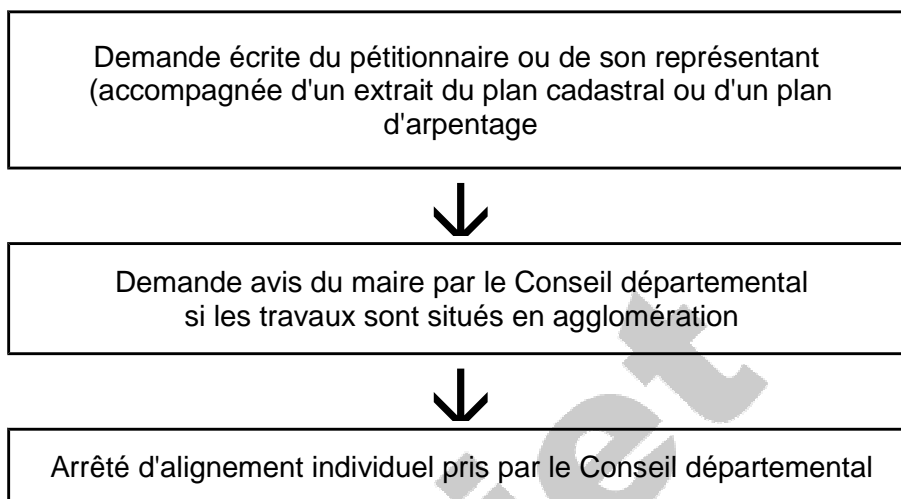 Demande écrite du pétitionnaire ou de son représentant
(accompagnée d'un extrait du plan cadastral ou d'un plan
d'arpentage
Demande avis du maire par le Conseil départemental
si les travaux sont situés en agglomération
Arrêté d'alignement individuel pris par le Conseil départemental